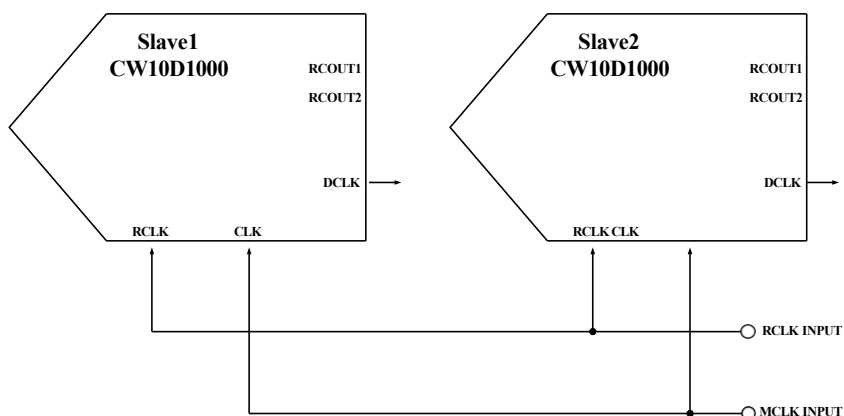 Slave1
CW10D1000
RCOUT1
RCOUT2
DCLK
RCLK CLK
Slave2
CW10D1000
RCOUT1
RCOUT2
DCLK
RCLK CLK
RCLK INPUT
MCLK INPUT